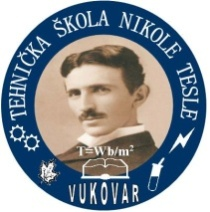 TEHNIČKA ŠKOLA NIKOLE TESLE
T=Wb/m²
VUKOVAR